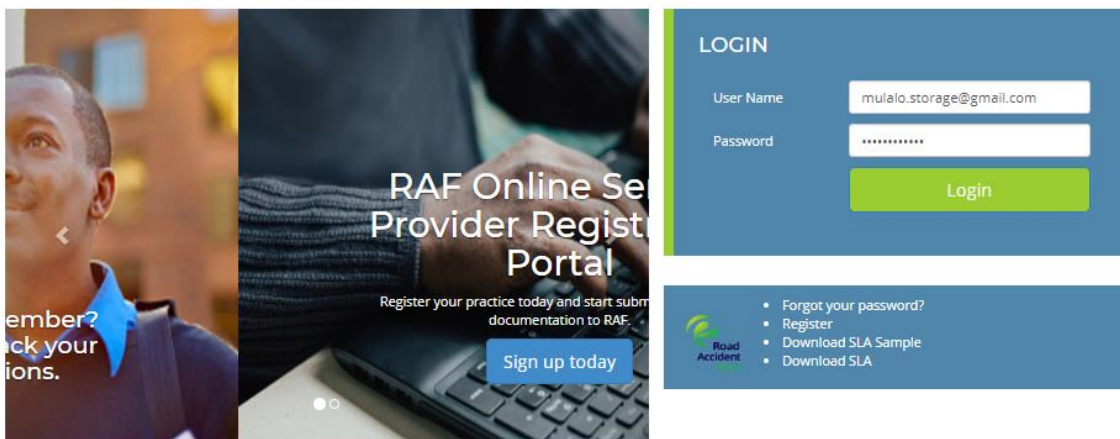 ember?
ck your
ions.
RAF Online Se
Provider Regist
Portal
Register your practice today and start subm
documentation to RAF.
Sign up today
LOGIN
User Name
mulalo.storage@gmail.com
Password
••••••••••••
Login
Road
Accident
Forgot your password?
Register
Download SLA Sample
Download SLA